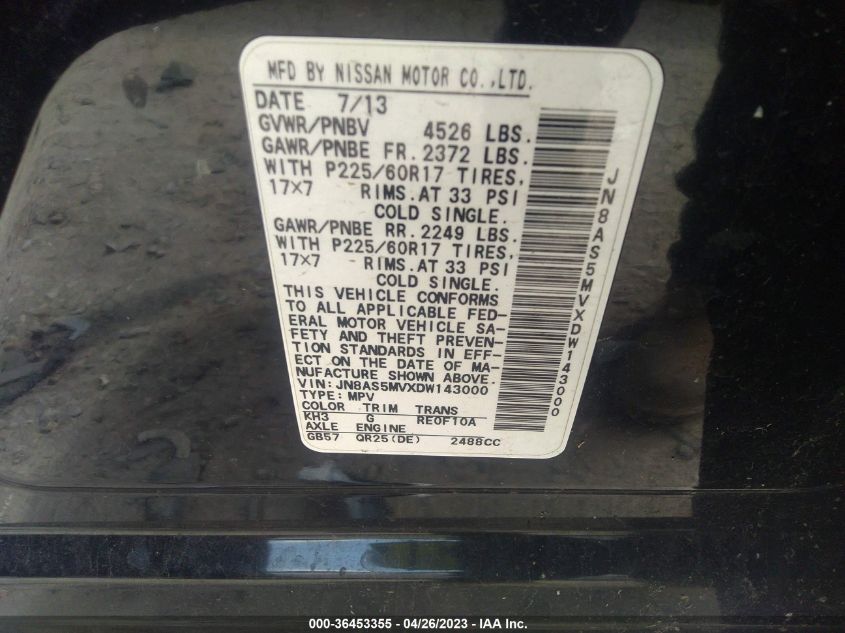 MFD BY NISSAN MOTOR CO.,LTD.
DATE 7/13
GVWR/PNBV 4526 LBS.
GAWR/PNBE FR. 2372 LBS.
WITH P225/60R17 TIRES,
17x7 RIMS.AT 33 PSI
COLD SINGLE.
GAWR/PNBE RR. 2249 LBS.
WITH P225/60R17 TIRES,
17x7 RIMS.AT 33 PSI
COLD SINGLE.
THIS VEHICLE CONFORMS
TO ALL APPLICABLE FED-
ERAL MOTOR VEHICLE SA-
FETY AND THEFT PREVEN-
TION STANDARDS IN EFF-
ECT ON THE DATE OF MA-
NUFACTURE SHOWN ABOVE.
VIN:JN8AS5MVXDW143000
TYPE: MPV
COLOR TRIM TRANS
KH3 G RE0F10A
AXLE ENGINE
GB57 QR25(DE) 2488CC
JN8AS5MVXDW143000
000-36453355 - 04/26/2023 - IAA Inc.